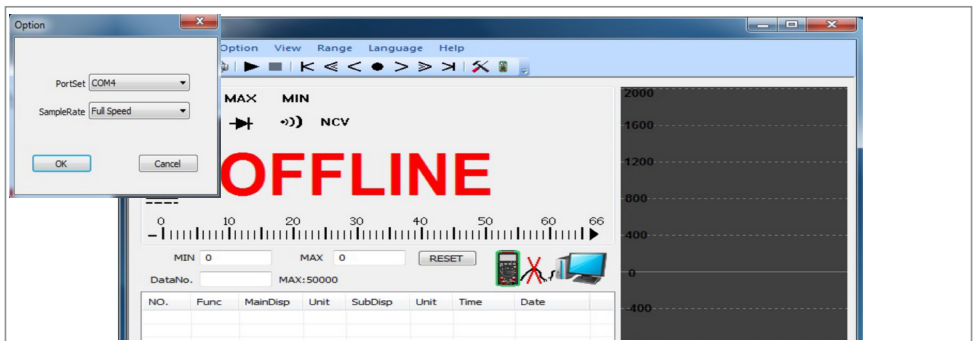 Option
PortSet COM4
SampleRate Full Speed
OK Cancel
Option View Range Language Help
MAX MIN
NCV
OFFLINE
0 10 20 30 40 50 60 66
MIN 0 MAX 0 RESET
DataNo. MAX:50000
NO. Func MainDisp Unit SubDisp Unit Time Date
2000
1600
1200
800
400
0
-400